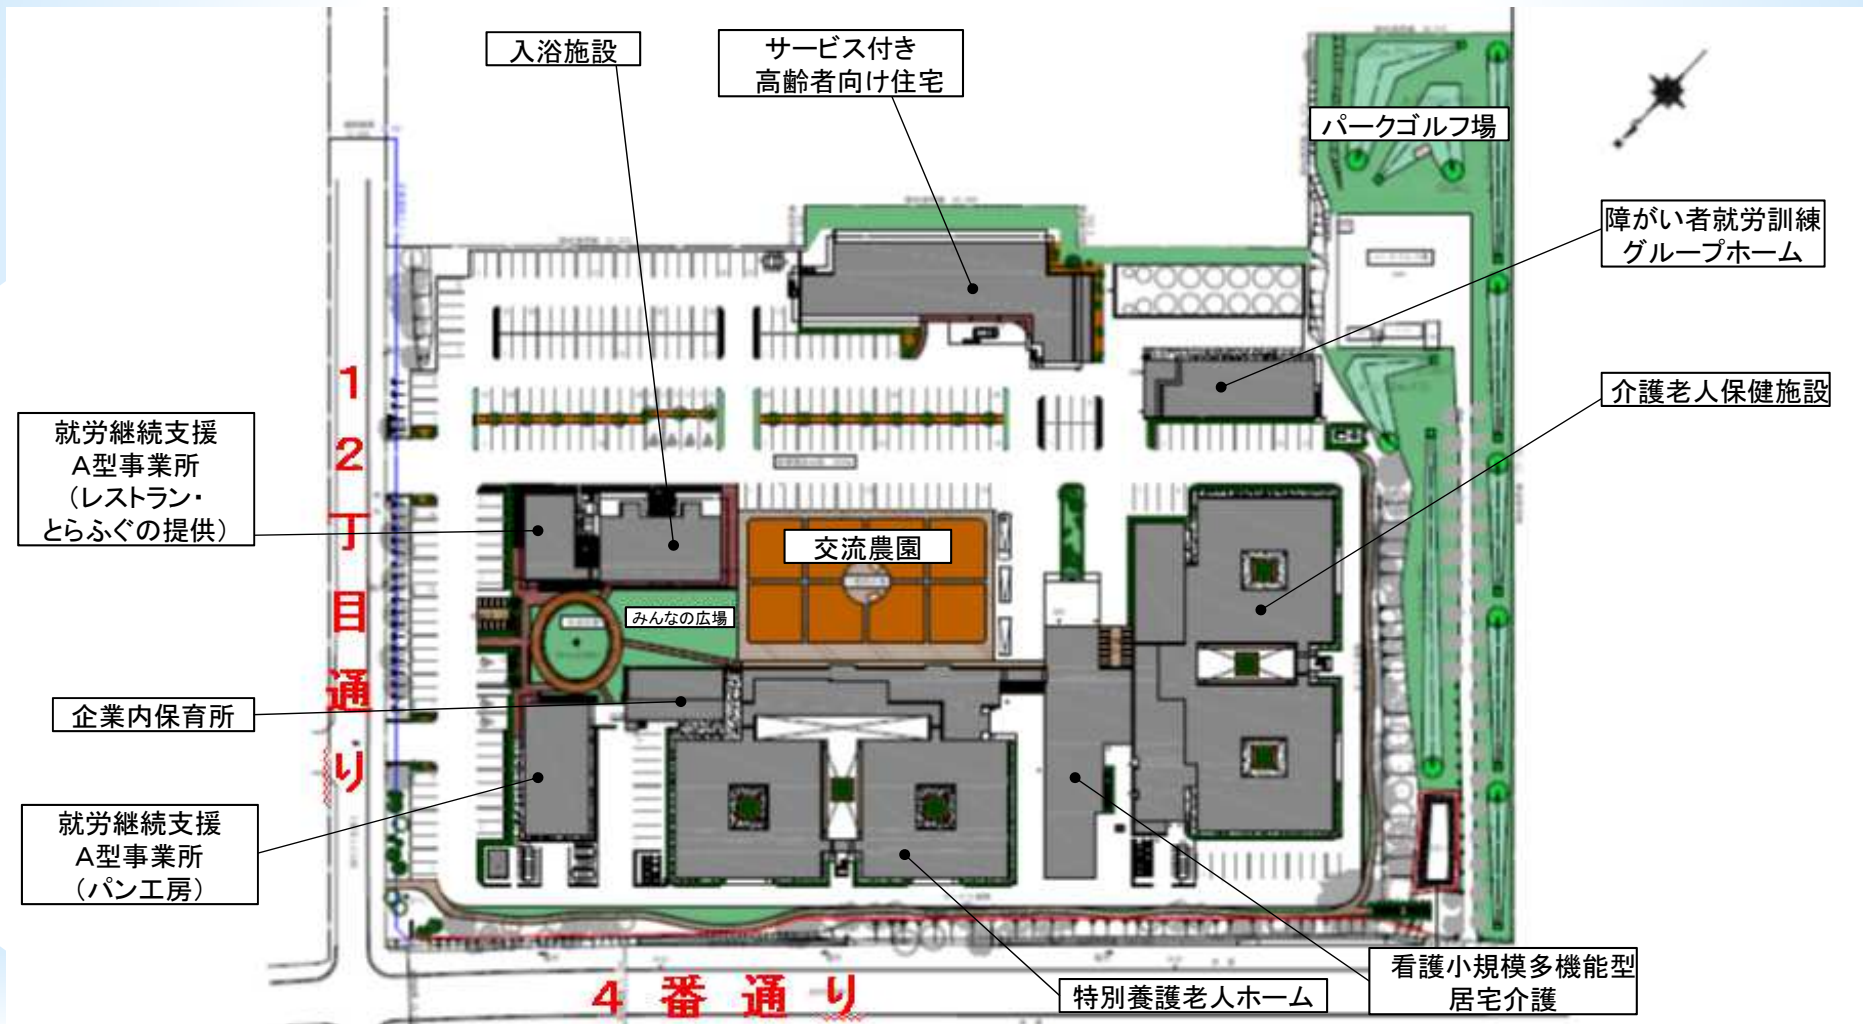 入浴施設
サービス付き
高齢者向け住宅
パークゴルフ場
障がい者就労訓練
グループホーム
介護老人保健施設
就労継続支援
A型事業所
（レストラン・
とらふぐの提供）
12丁目通り
交流農園
みんなの広場
企業内保育所
就労継続支援
A型事業所
（パン工房）
4番通り
特別養護老人ホーム
看護小規模多機能型
居宅介護